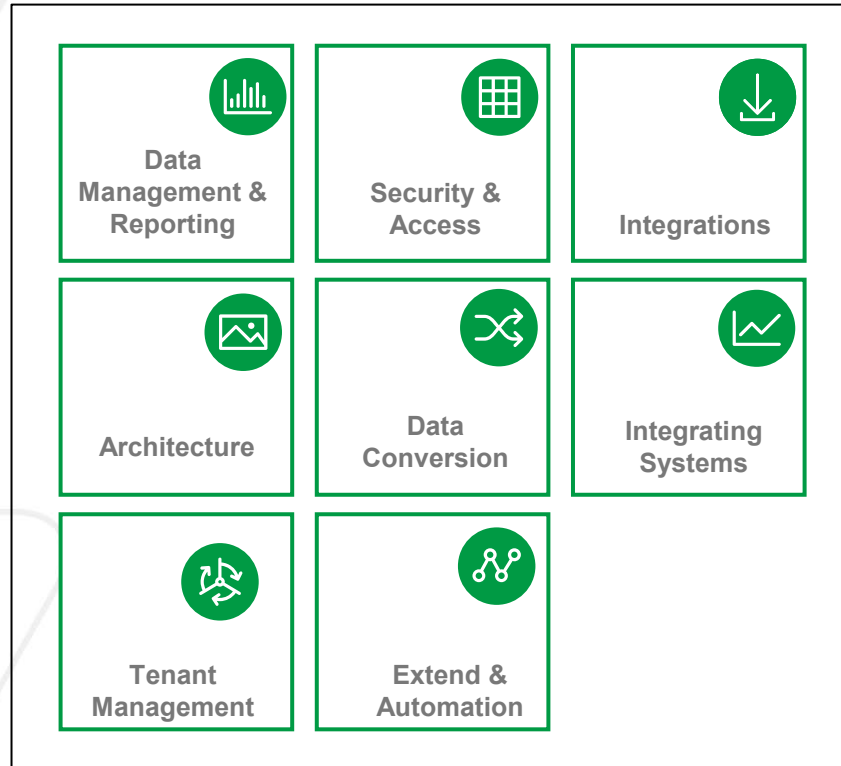 Data
Management &
Reporting
Security &
Access
Integrations
Architecture
Data
Conversion
Integrating
Systems
Tenant
Management
Extend &
Automation